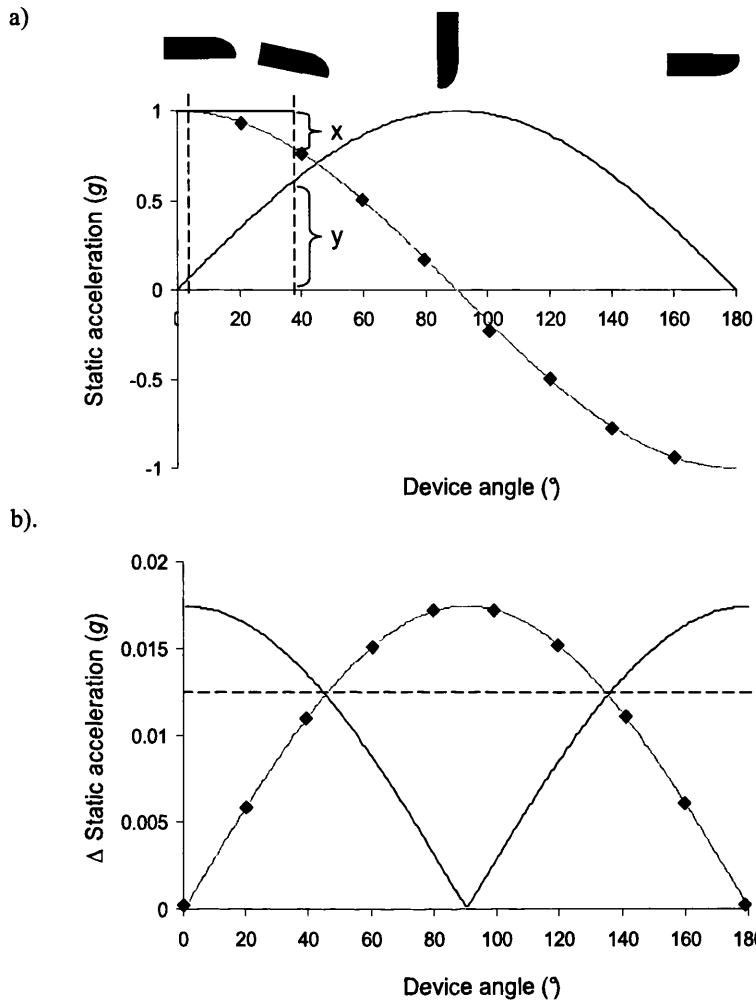 a)
1
0.5
0
-0.5
-1
Static acceleration (g)
x
y
20 40 60 80 100 120 140 160 180
Device angle (°)
b).
0.02
0.015
0.01
0.005
0
Δ Static acceleration (g)
0 20 40 60 80 100 120 140 160 180
Device angle (°)